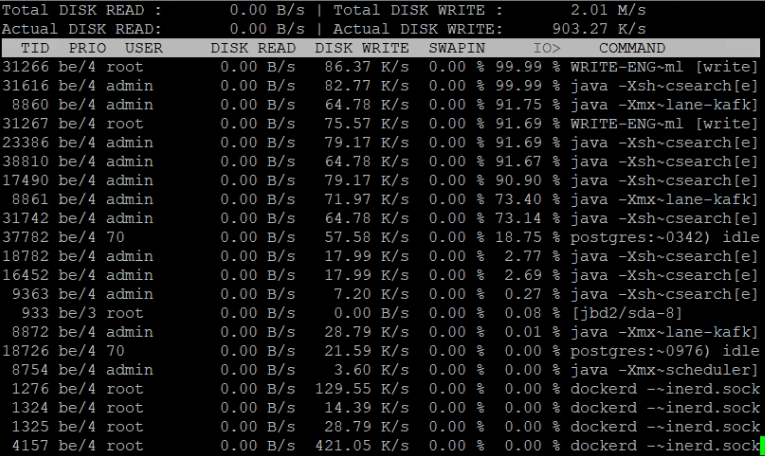 Total DISK READ : 0.00 B/s | Total DISK WRITE : 2.01 M/s
Actual DISK READ: 0.00 B/s | Actual DISK WRITE: 903.27 K/s
TID PRIO USER DISK READ DISK WRITE SWAPIN IO> COMMAND
31266 be/4 root 0.00 B/s 86.37 K/s 0.00 % 99.99 % WRITE-ENG~ml [write]
31616 be/4 admin 0.00 B/s 82.77 K/s 0.00 % 99.99 % java -Xsh~csearch[e]
8860 be/4 admin 0.00 B/s 64.78 K/s 0.00 % 91.75 % java -Xmx~lane-kafk]
31267 be/4 root 0.00 B/s 75.57 K/s 0.00 % 91.69 % WRITE-ENG~ml [write]
23386 be/4 admin 0.00 B/s 79.17 K/s 0.00 % 91.69 % java -Xsh~csearch[e]
38810 be/4 admin 0.00 B/s 64.78 K/s 0.00 % 91.67 % java -Xsh~csearch[e]
17490 be/4 admin 0.00 B/s 79.17 K/s 0.00 % 90.90 % java -Xsh~csearch[e]
8861 be/4 admin 0.00 B/s 71.97 K/s 0.00 % 73.40 % java -Xmx~lane-kafk]
31742 be/4 admin 0.00 B/s 64.78 K/s 0.00 % 73.14 % java -Xsh~csearch[e]
37782 be/4 70 0.00 B/s 57.58 K/s 0.00 % 18.75 % postgres:~0342) idle
18782 be/4 admin 0.00 B/s 17.99 K/s 0.00 % 2.77 % java -Xsh~csearch[e]
16452 be/4 admin 0.00 B/s 17.99 K/s 0.00 % 2.69 % java -Xsh~csearch[e]
9363 be/4 admin 0.00 B/s 7.20 K/s 0.00 % 0.27 % java -Xsh~csearch[e]
933 be/3 root 0.00 B/s 0.00 B/s 0.00 % 0.08 % [jbd2/sda-8]
8872 be/4 admin 0.00 B/s 28.79 K/s 0.00 % 0.01 % java -Xmx~lane-kafk]
18726 be/4 70 0.00 B/s 21.59 K/s 0.00 % 0.00 % postgres:~0976) idle
8754 be/4 admin 0.00 B/s 3.60 K/s 0.00 % 0.00 % java -Xmx~scheduler]
1276 be/4 root 0.00 B/s 129.55 K/s 0.00 % 0.00 % dockerd -~inerd.sock
1324 be/4 root 0.00 B/s 14.39 K/s 0.00 % 0.00 % dockerd -~inerd.sock
1325 be/4 root 0.00 B/s 28.79 K/s 0.00 % 0.00 % dockerd -~inerd.sock
4157 be/4 root 0.00 B/s 421.05 K/s 0.00 % 0.00 % dockerd -~inerd.sock